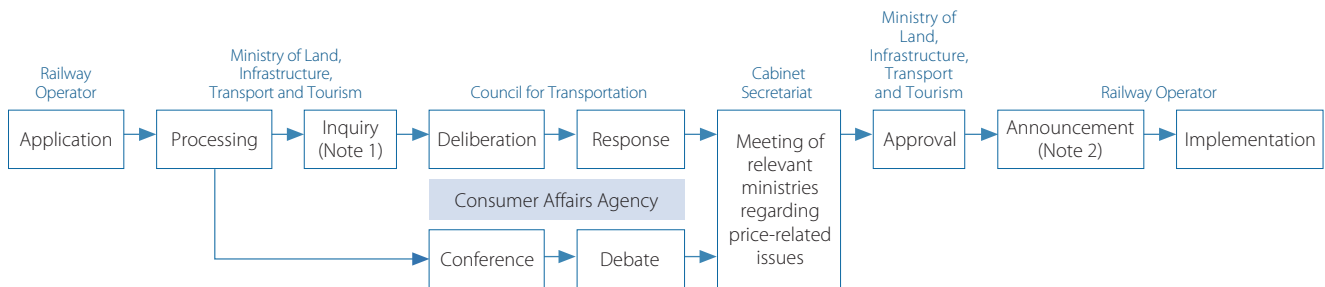 Railway
Operator
Application
Ministry of Land,
Infrastructure,
Transport and Tourism
Processing
Inquiry
(Note 1)
Council for Transportation
Deliberation
Response
Consumer Affairs Agency
Conference
Debate
Cabinet
Secretariat
Meeting of
relevant
ministries
regarding
price-related
issues
Ministry of
Land,
Infrastructure,
Transport
and Tourism
Approval
Railway Operator
Announcement
(Note 2)
Implementation